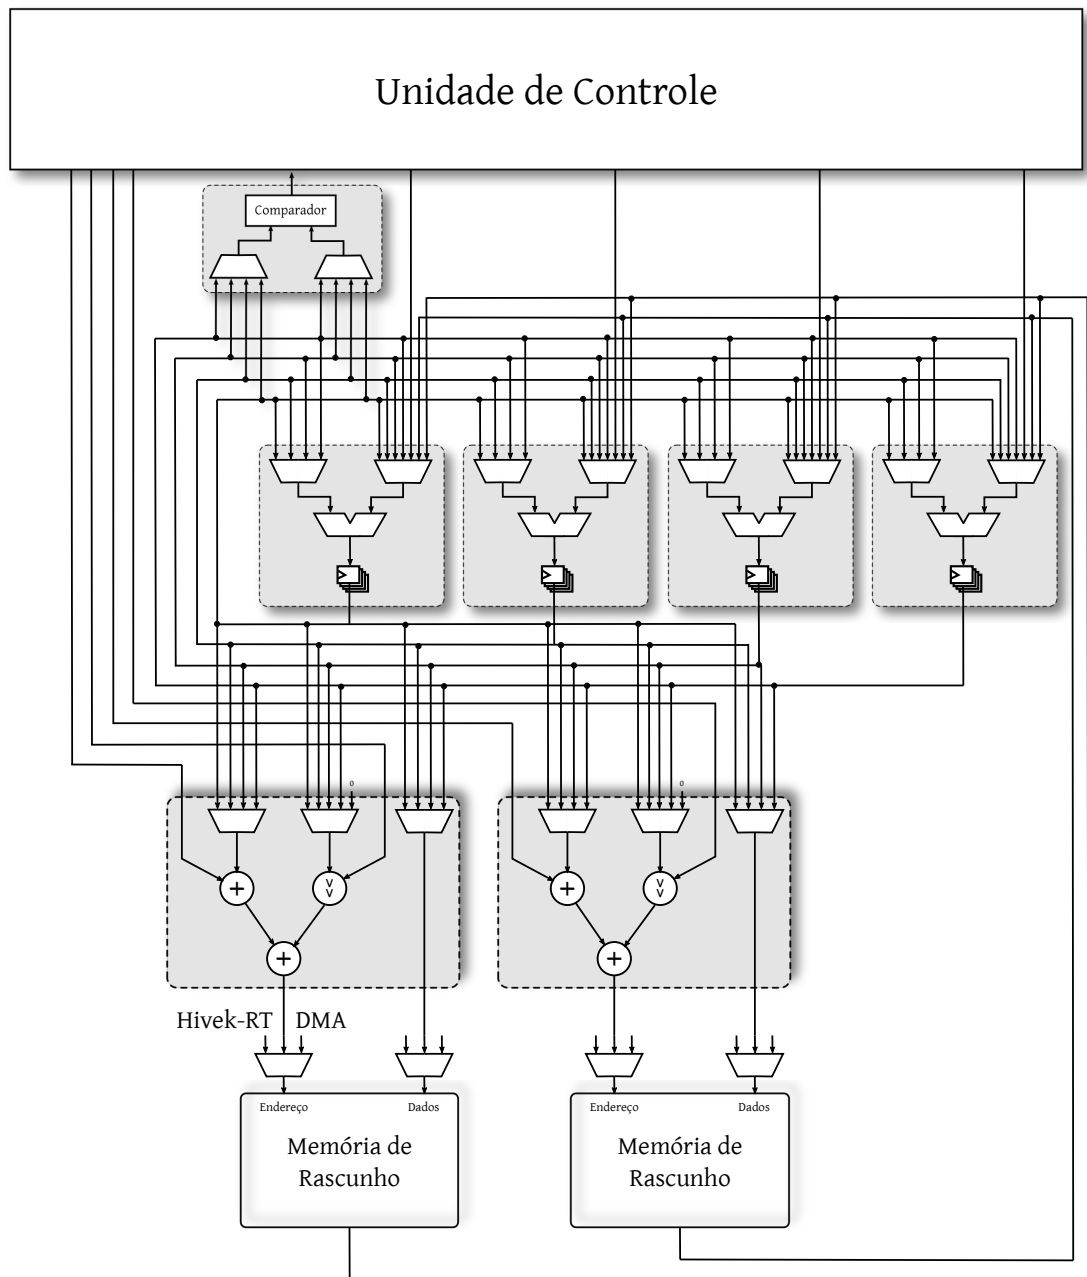 Unidade de Controle
Comparador
0
0
+
<<
+
<<
+
+
Hivek-RT
DMA
Endereço
Dados
Endereço
Dados
Memória de
Rascunho
Memória de
Rascunho